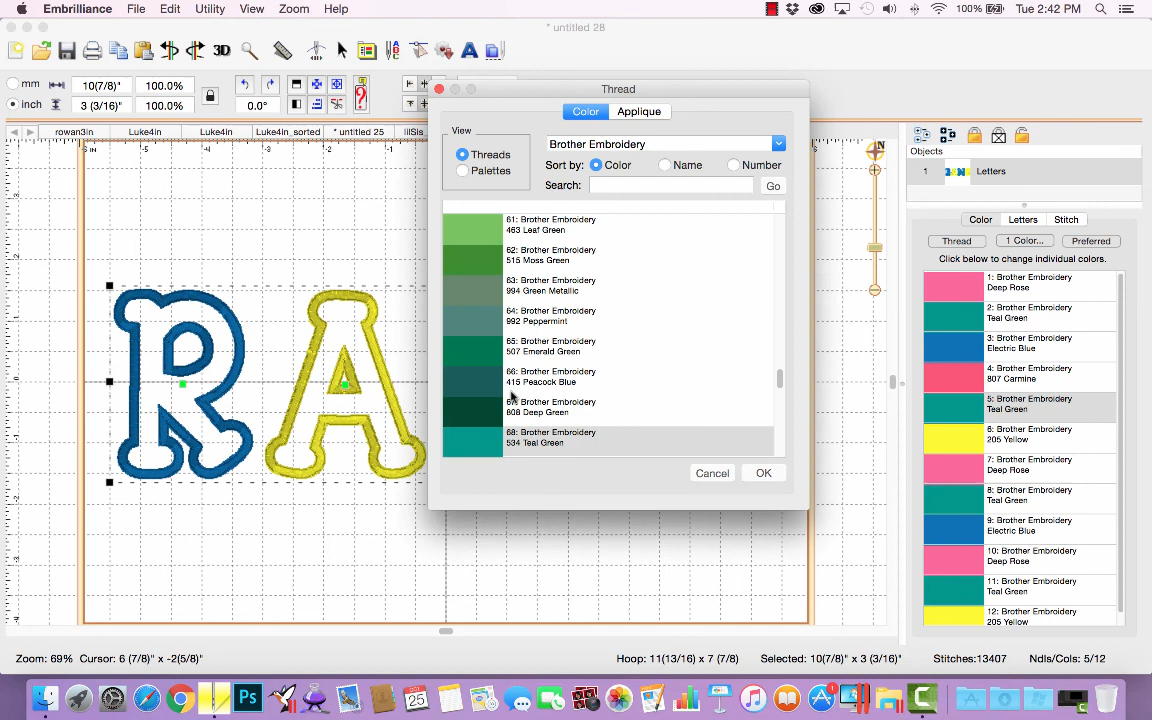 Embrilliance File Edit Utility View Zoom Help 100% Tue 2:42 PM
* untitled 28
3D
mm 10(7/8)" 100.0%
inch 3 (3/16)" 100.0% 0.0°
rowan3in Luke4in Luke4in Luke4in_sorted * untitled 25 lilSis
Thread
Color Applique
View
Threads
Palettes
Brother Embroidery
Sort by: Color Name Number
Search: Go
61: Brother Embroidery
463 Leaf Green
62: Brother Embroidery
515 Moss Green
63: Brother Embroidery
994 Green Metallic
64: Brother Embroidery
992 Peppermint
65: Brother Embroidery
507 Emerald Green
66: Brother Embroidery
415 Peacock Blue
Brother Embroidery
808 Deep Green
68: Brother Embroidery
534 Teal Green
Cancel OK
RA
N
Objects
1 Letters
Color Letters Stitch
Thread 1 Color... Preferred
Click below to change individual colors.
1: Brother Embroidery
Deep Rose
2: Brother Embroidery
Teal Green
3: Brother Embroidery
Electric Blue
4: Brother Embroidery
807 Carmine
5: Brother Embroidery
Teal Green
6: Brother Embroidery
205 Yellow
7: Brother Embroidery
Deep Rose
8: Brother Embroidery
Teal Green
9: Brother Embroidery
Electric Blue
10: Brother Embroidery
Deep Rose
11: Brother Embroidery
Teal Green
12: Brother Embroidery
205 Yellow
Zoom: 69% Cursor: 6 (7/8)" x -2(5/8)" Hoop: 11(13/16) x 7 (7/8) Selected: 10(7/8)" x 3 (3/16)" Stitches:13407 Ndls/Cols: 5/12